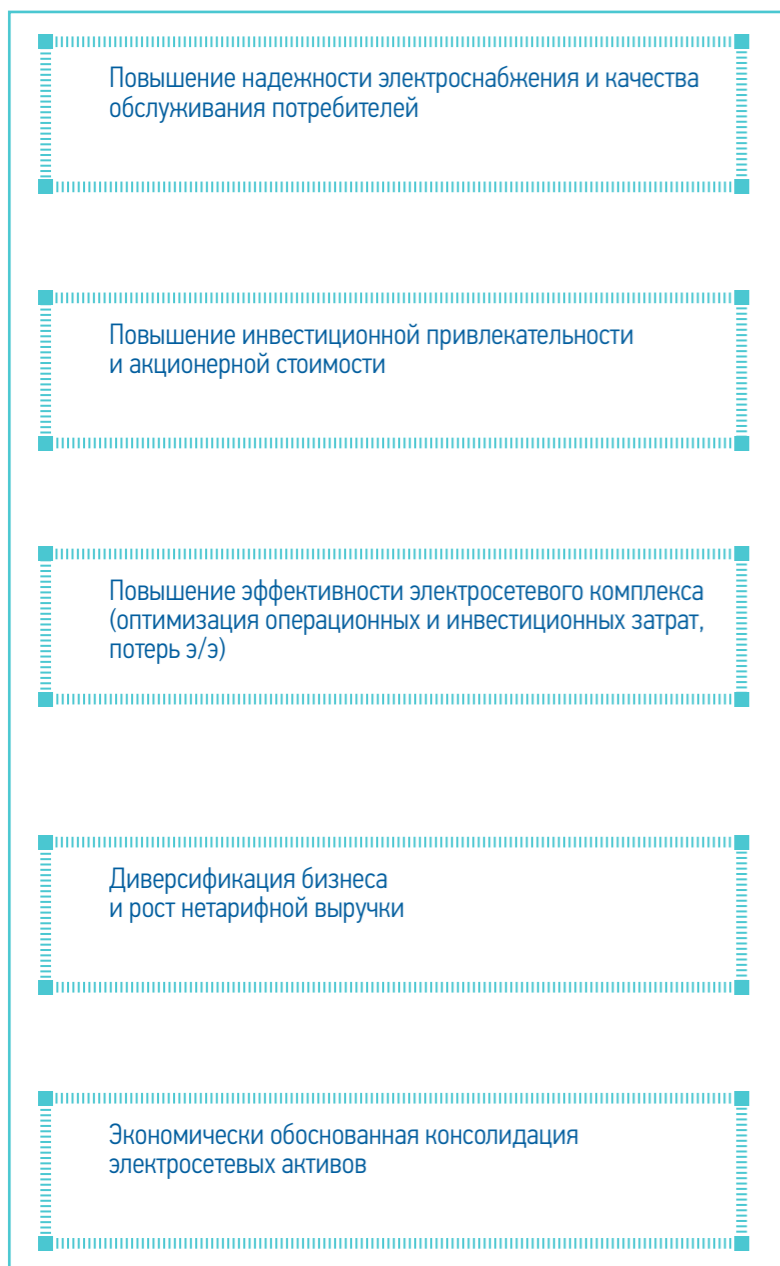 Повышение надежности электроснабжения и качества
обслуживания потребителей
Повышение инвестиционной привлекательности
и акционерной стоимости
Повышение эффективности электросетевого комплекса
(оптимизация операционных и инвестиционных затрат,
потерь э/э)
Диверсификация бизнеса
и рост нетарифной выручки
Экономически обоснованная консолидация
электросетевых активов